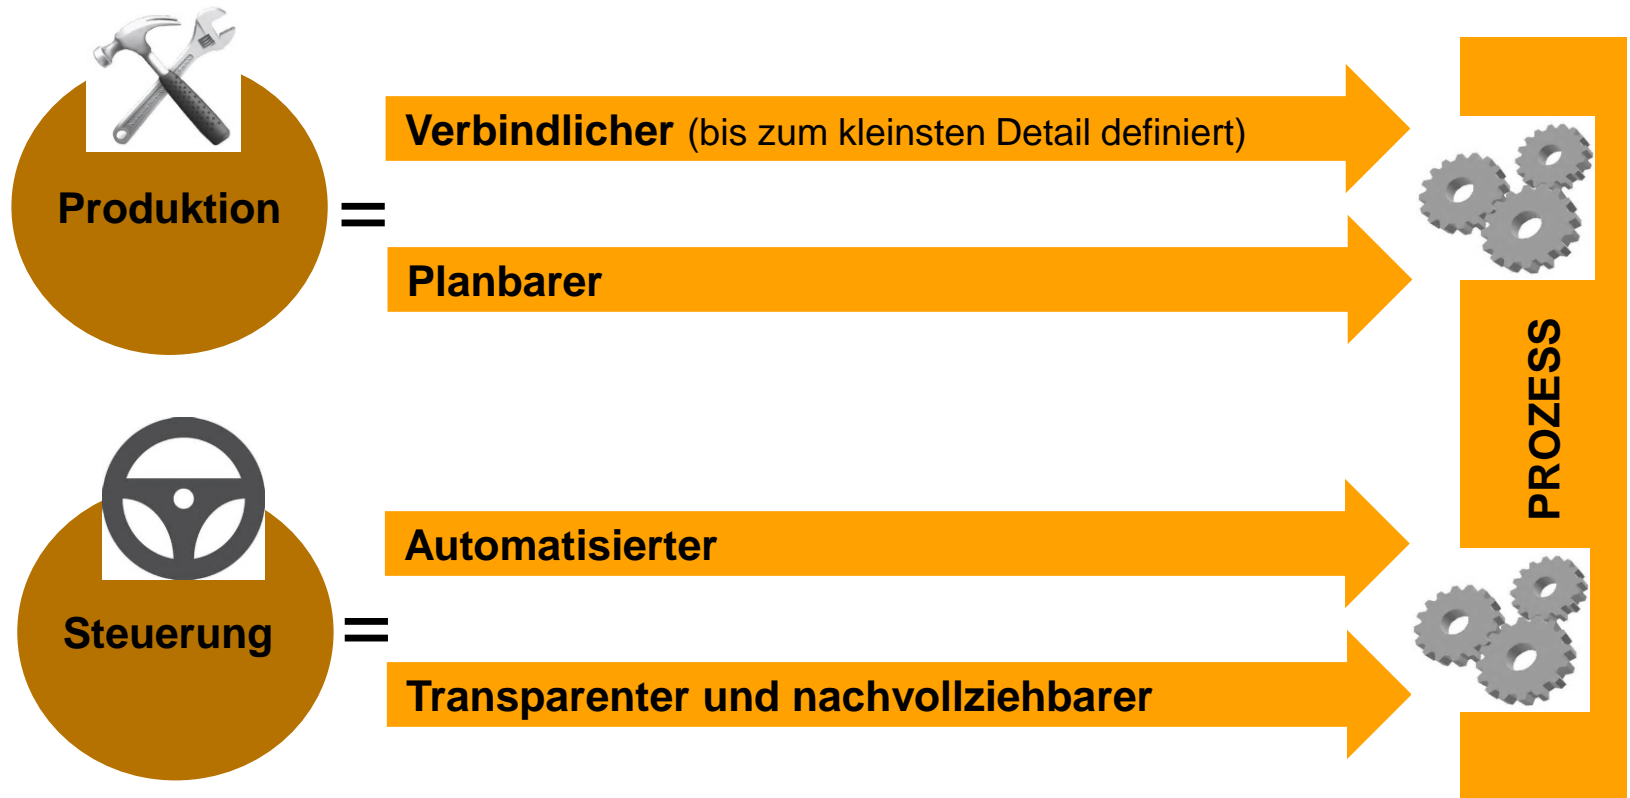 Produktion
=
Verbindlicher (bis zum kleinsten Detail definiert)
Planbarer
PROZESS
Steuerung
=
Automatisierter
Transparenter und nachvollziehbarer